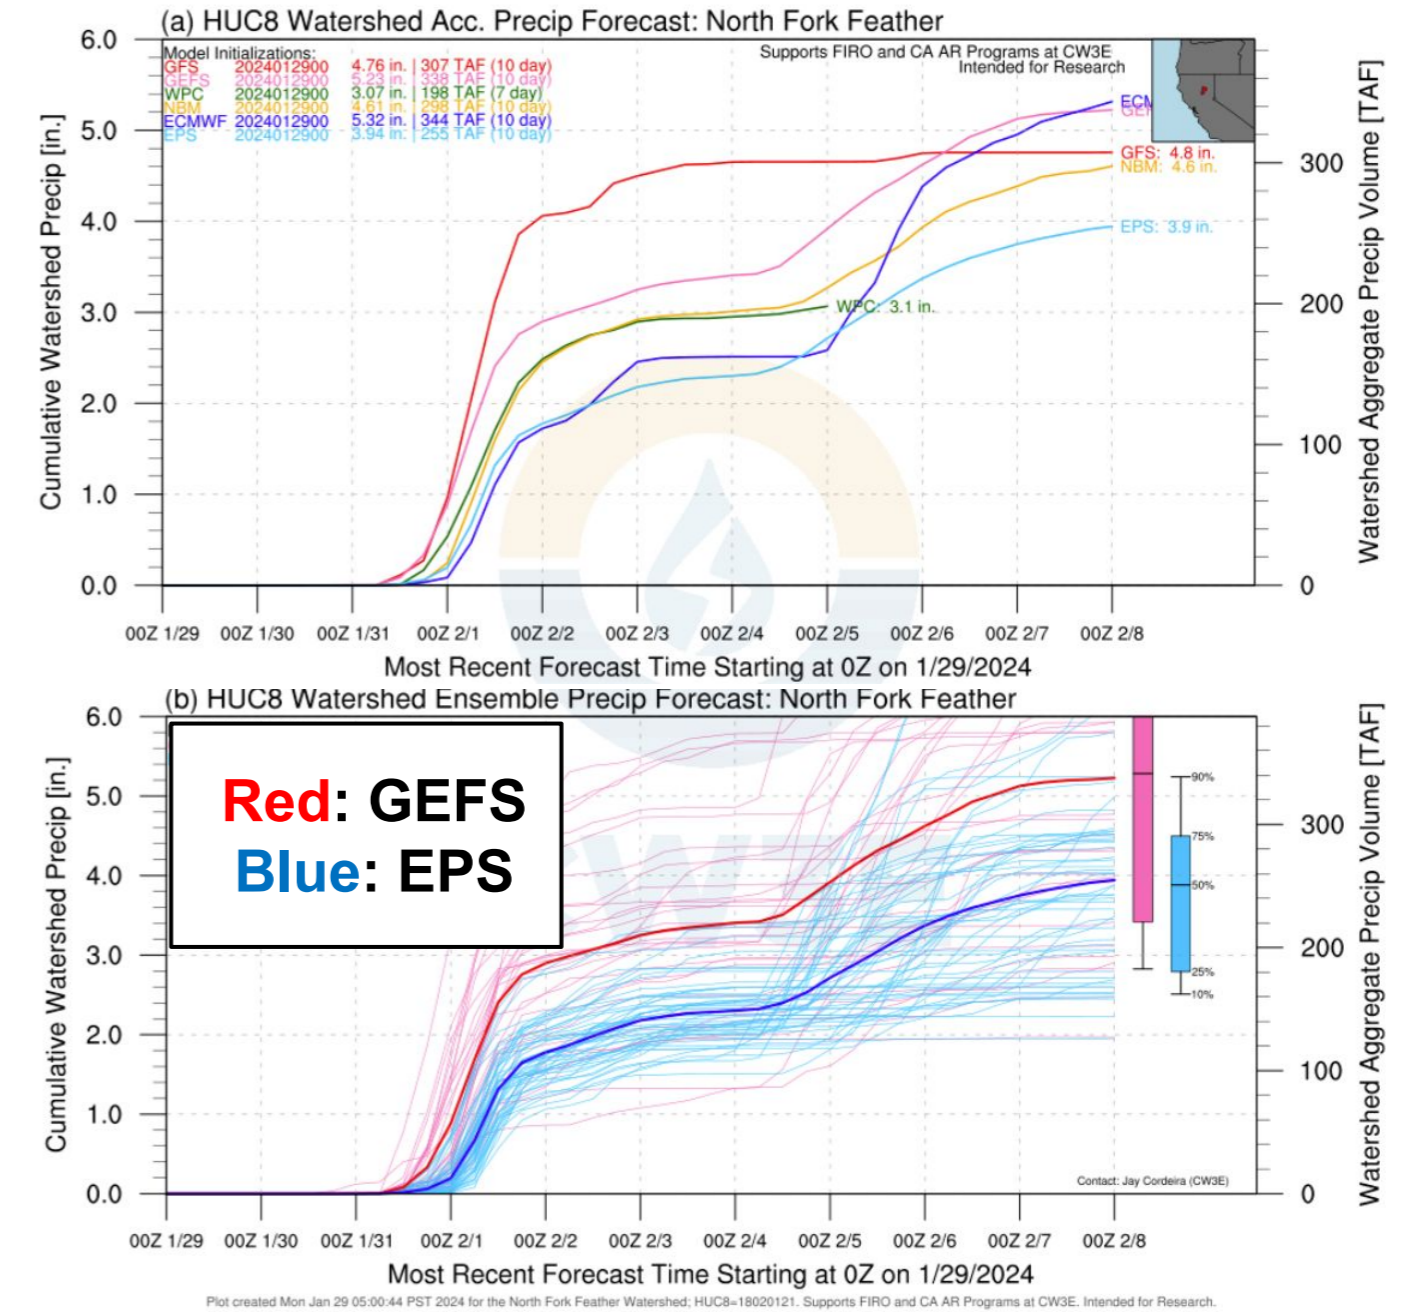 (a) HUC8 Watershed Acc. Precip Forecast: North Fork Feather
Model Initializations:
GFS 2024012900 4.76 in. | 307 TAF (10 day)
GEFS 2024012900 5.23 in. | 338 TAF (10 day)
WPC 2024012900 3.07 in. | 198 TAF (7 day)
NBM 2024012900 4.61 in. | 298 TAF (10 day)
ECMWF 2024012900 5.32 in. | 344 TAF (10 day)
EPS 2024012900 3.94 in. | 255 TAF (10 day)
Supports FIRO and CA AR Programs at CW3E
Intended for Research
Cumulative Watershed Precip [in.]
6.0
5.0
4.0
3.0
2.0
1.0
0.0
ECM
GEF
GFS: 4.8 in.
NBM: 4.6 in.
EPS: 3.9 in.
WPC: 3.1 in.
300
200
100
0
Watershed Aggregate Precip Volume [TAF]
00Z 1/29 00Z 1/30 00Z 1/31 00Z 2/1 00Z 2/2 00Z 2/3 00Z 2/4 00Z 2/5 00Z 2/6 00Z 2/7 00Z 2/8
Most Recent Forecast Time Starting at 0Z on 1/29/2024
(b) HUC8 Watershed Ensemble Precip Forecast: North Fork Feather
Red: GEFS
Blue: EPS
Cumulative Watershed Precip [in.]
6.0
5.0
4.0
3.0
2.0
1.0
0.0
90%
75%
50%
25%
10%
300
200
100
0
Watershed Aggregate Precip Volume [TAF]
Contact: Jay Cordeira (CW3E)
00Z 1/29 00Z 1/30 00Z 1/31 00Z 2/1 00Z 2/2 00Z 2/3 00Z 2/4 00Z 2/5 00Z 2/6 00Z 2/7 00Z 2/8
Most Recent Forecast Time Starting at 0Z on 1/29/2024
Plot created Mon Jan 29 05:00:44 PST 2024 for the North Fork Feather Watershed; HUC8=18020121. Supports FIRO and CA AR Programs at CW3E. Intended for Research.